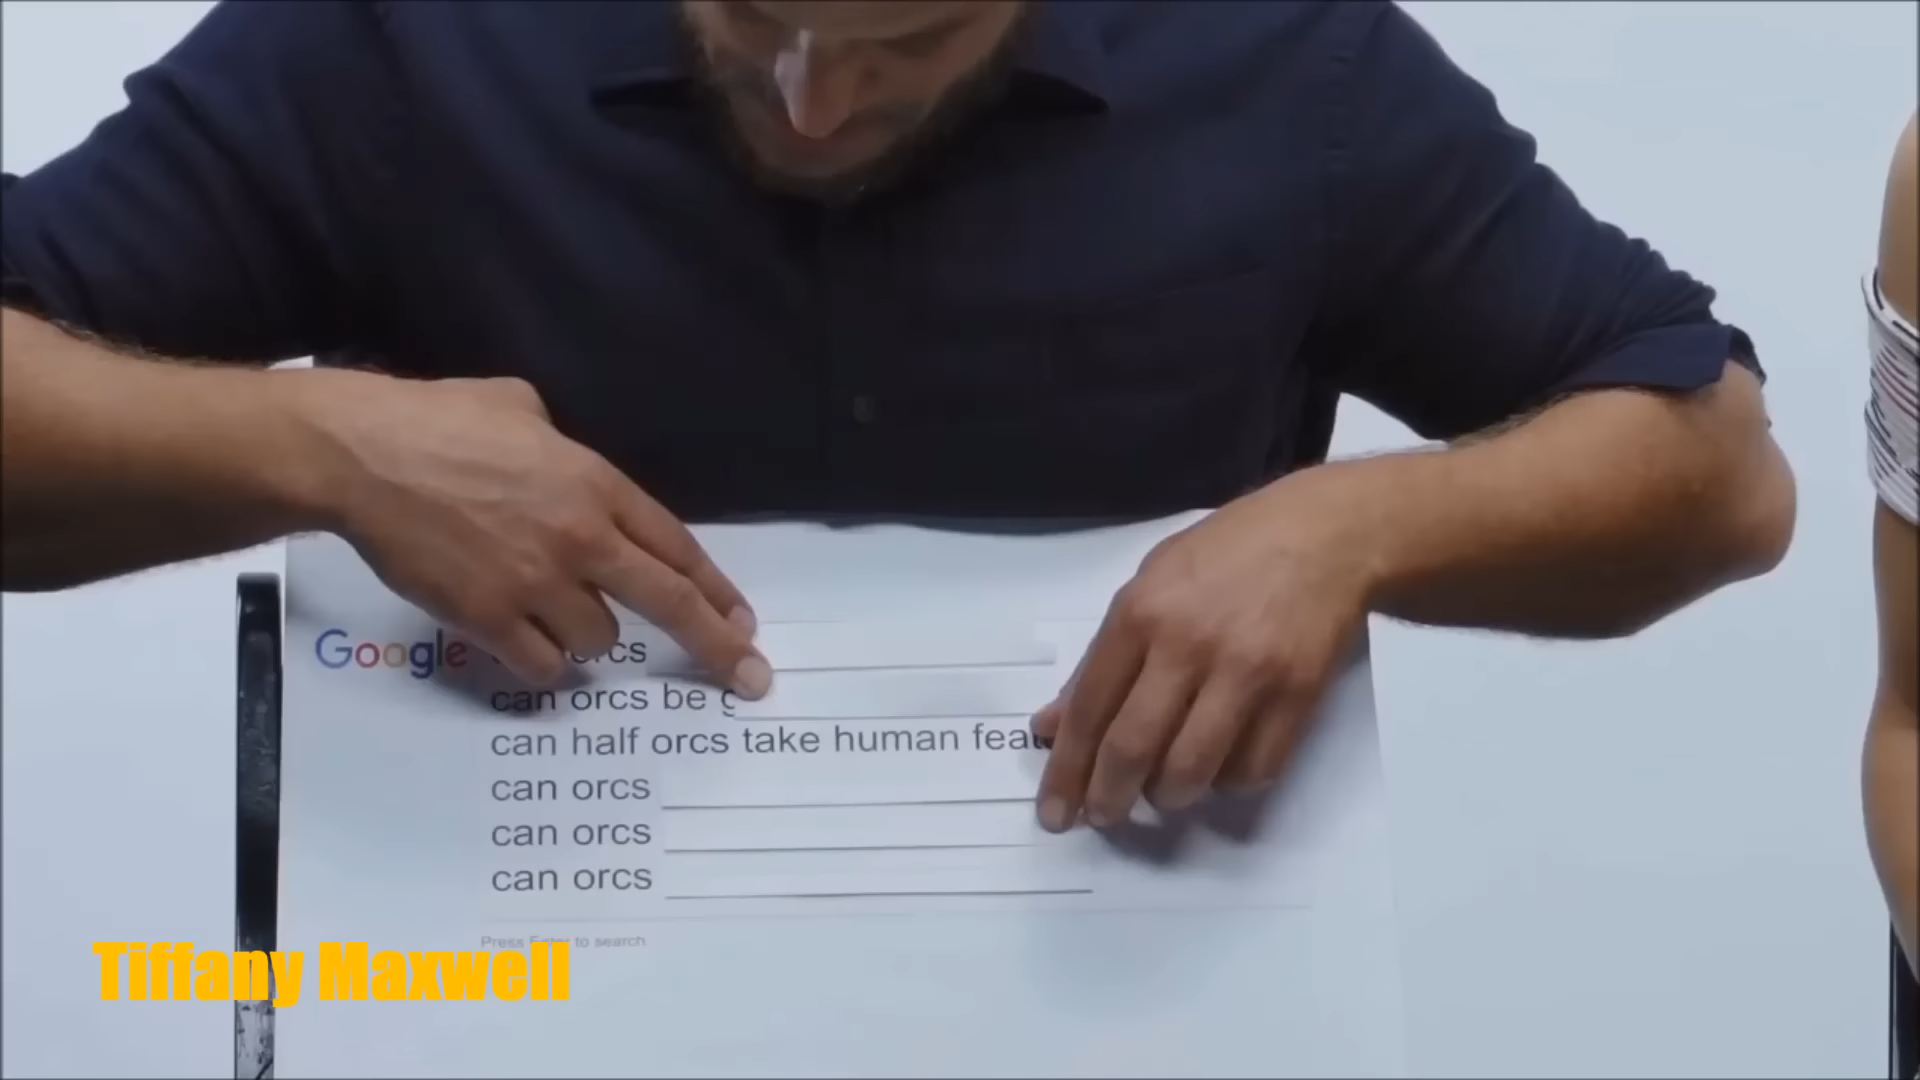 Google orcs
can orcs be
can half orcs take human
can orcs
can orcs
can orcs
Press Enter to search
Tiffany Maxwell